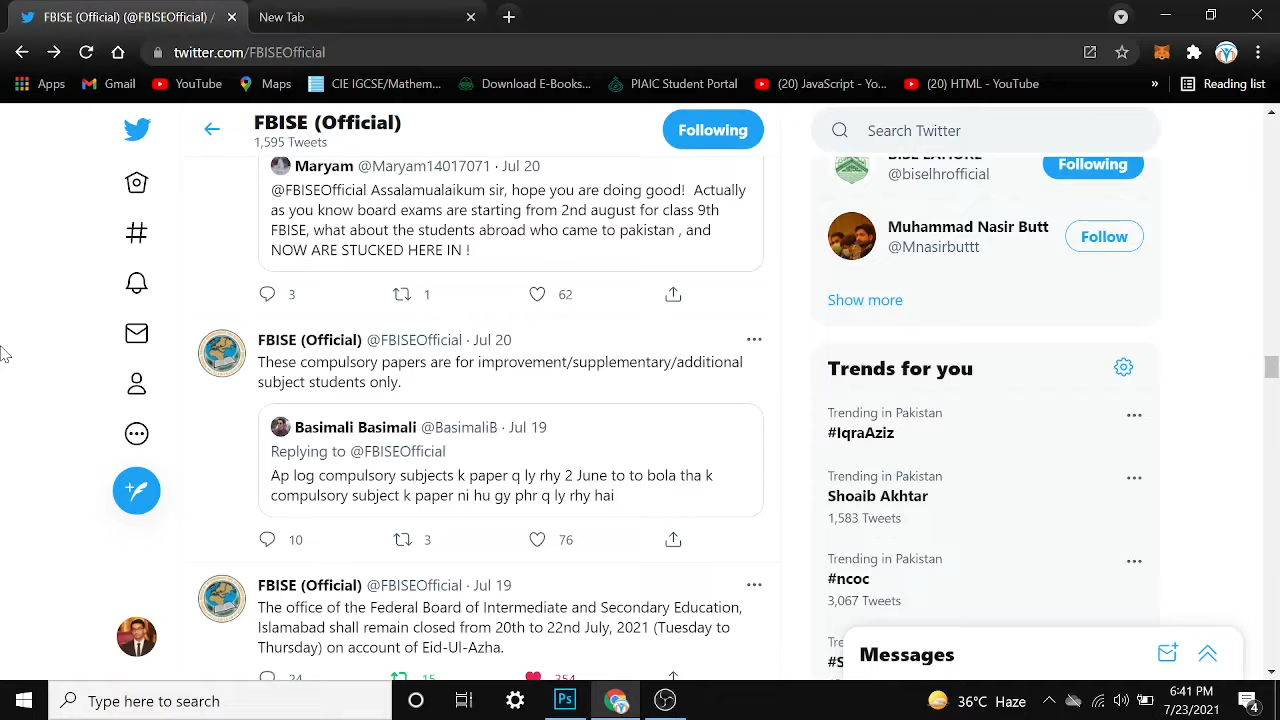 FBISE (Official) (@FBISEOfficial) /
New Tab
twitter.com/FBISEOfficial
Apps
Gmail
YouTube
Maps
CIE IGCSE/Mathem...
Download E-Books...
PIAIC Student Portal
(20) JavaScript - Yo...
(20) HTML - YouTube
»
Reading list
FBISE (Official)
1,595 Tweets
Following
Maryam @Maryam14017071 · Jul 20
@FBISEOfficial Assalamualaikum sir, hope you are doing good! Actually
as you know board exams are starting from 2nd august for class 9th
FBISE, what about the students abroad who came to pakistan , and
NOW ARE STUCKED HERE IN !
3
1
62
FBISE (Official) @FBISEOfficial · Jul 20
These compulsory papers are for improvement/supplementary/additional
subject students only.
Basimali Basimali @BasimaliB · Jul 19
Replying to @FBISEOfficial
Ap log compulsory subjects k paper q ly rhy 2 June to to bola tha k
compulsory subject k paper ni hu gy phr q ly rhy hai
10
3
76
FBISE (Official) @FBISEOfficial · Jul 19
The office of the Federal Board of Intermediate and Secondary Education,
Islamabad shall remain closed from 20th to 22nd July, 2021 (Tuesday to
Thursday) on account of Eid-Ul-Azha.
24
15
354
Search Twitter
BISE LAHORE
@biselhrofficial
Following
Muhammad Nasir Butt
@Mnasirbuttt
Follow
Show more
Trends for you
Trending in Pakistan
#IqraAziz
Trending in Pakistan
Shoaib Akhtar
1,583 Tweets
Trending in Pakistan
#ncoc
3,067 Tweets
Messages
Type here to search
Ps
36°C Haze
6:41 PM
7/23/2021
4